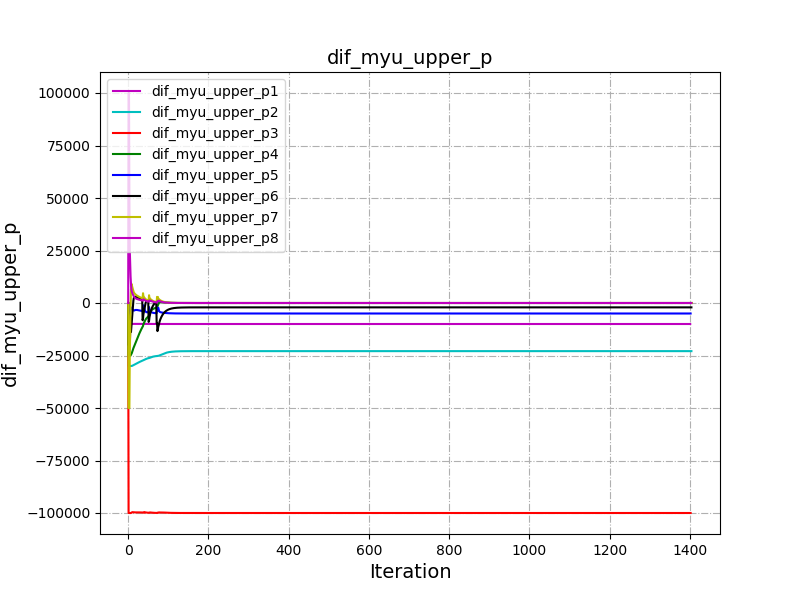 dif_myu_upper_p
100000
75000
50000
25000
0
−25000
−50000
−75000
−100000
dif_myu_upper_p
dif_myu_upper_p1
dif_myu_upper_p2
dif_myu_upper_p3
dif_myu_upper_p4
dif_myu_upper_p5
dif_myu_upper_p6
dif_myu_upper_p7
dif_myu_upper_p8
0 200 400 600 800 1000 1200 1400
Iteration